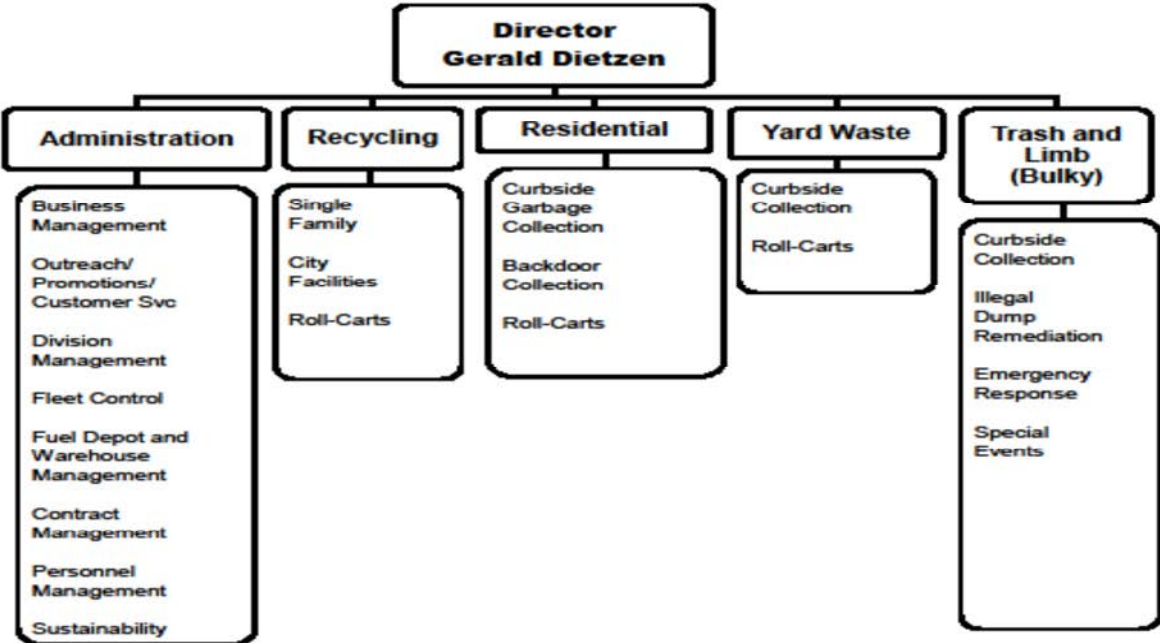 Director
Gerald Dietzen
Administration
Business
Management
Outreach/
Promotions/
Customer Svc
Division
Management
Fleet Control
Fuel Depot and
Warehouse
Management
Contract
Management
Personnel
Management
Sustainability
Recycling
Single
Family
City
Facilities
Roll-Carts
Residential
Curbside
Garbage
Collection
Backdoor
Collection
Roll-Carts
Yard Waste
Curbside
Collection
Roll-Carts
Trash and
Limb
(Bulky)
Curbside
Collection
Illegal
Dump
Remediation
Emergency
Response
Special
Events